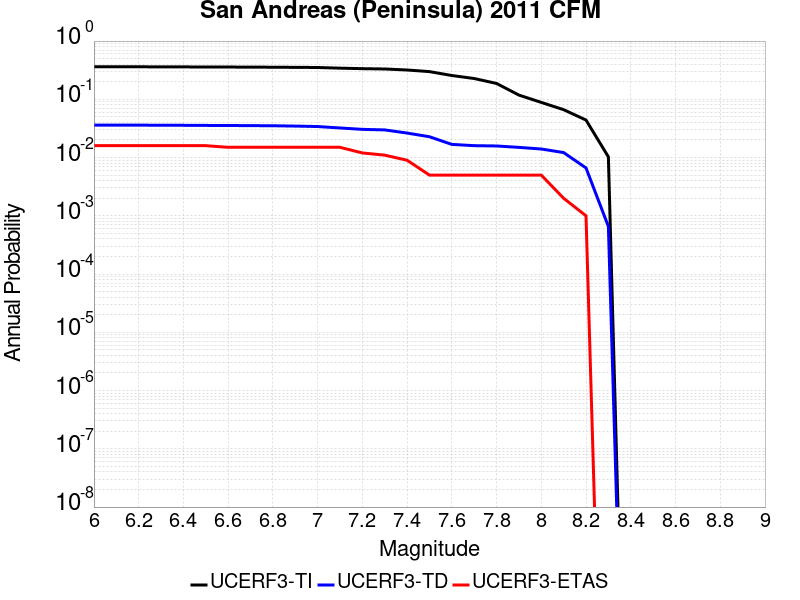 San Andreas (Peninsula) 2011 CFM
10^0
10^-1
10^-2
10^-3
10^-4
10^-5
10^-6
10^-7
10^-8
Annual Probability
6 6.2 6.4 6.6 6.8 7 7.2 7.4 7.6 7.8 8 8.2 8.4 8.6 8.8 9
Magnitude
UCERF3-TI UCERF3-TD UCERF3-ETAS